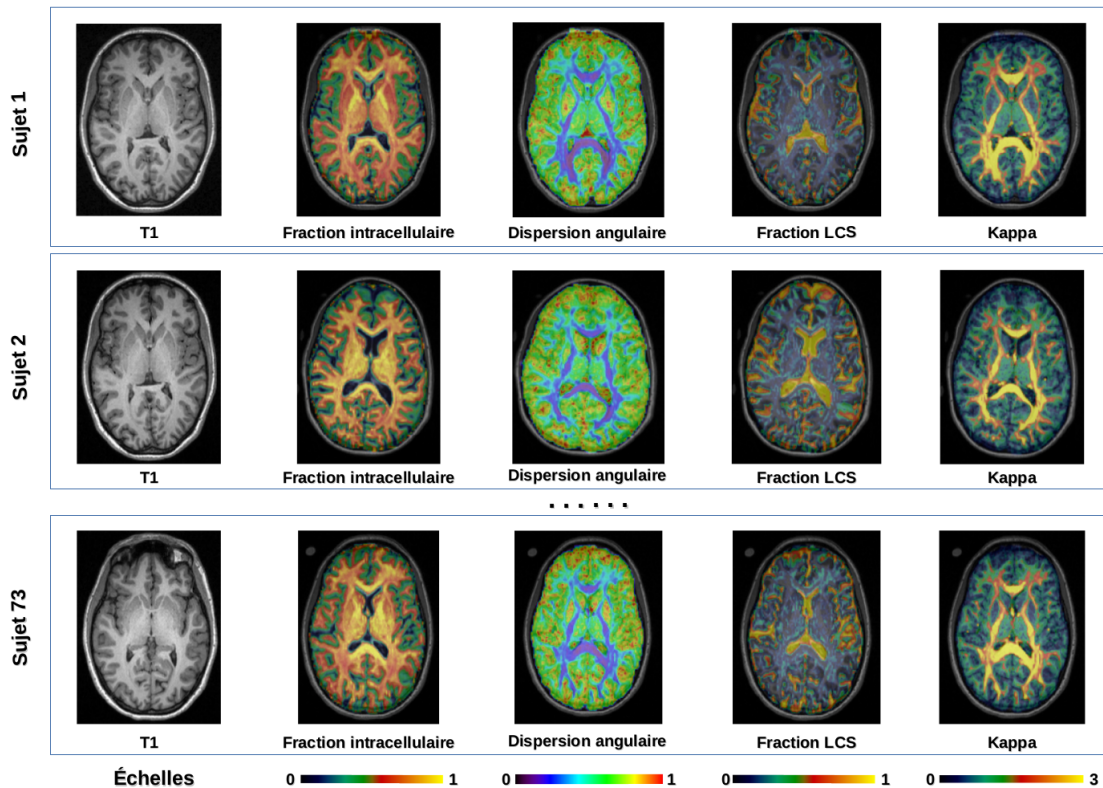 Sujet 1
T1 Fraction intracellulaire Dispersion angulaire Fraction LCS Kappa
Sujet 2
T1 Fraction intracellulaire Dispersion angulaire Fraction LCS Kappa
......
Sujet 73
T1 Fraction intracellulaire Dispersion angulaire Fraction LCS Kappa
Échelles 0 1 0 1 0 1 0 3